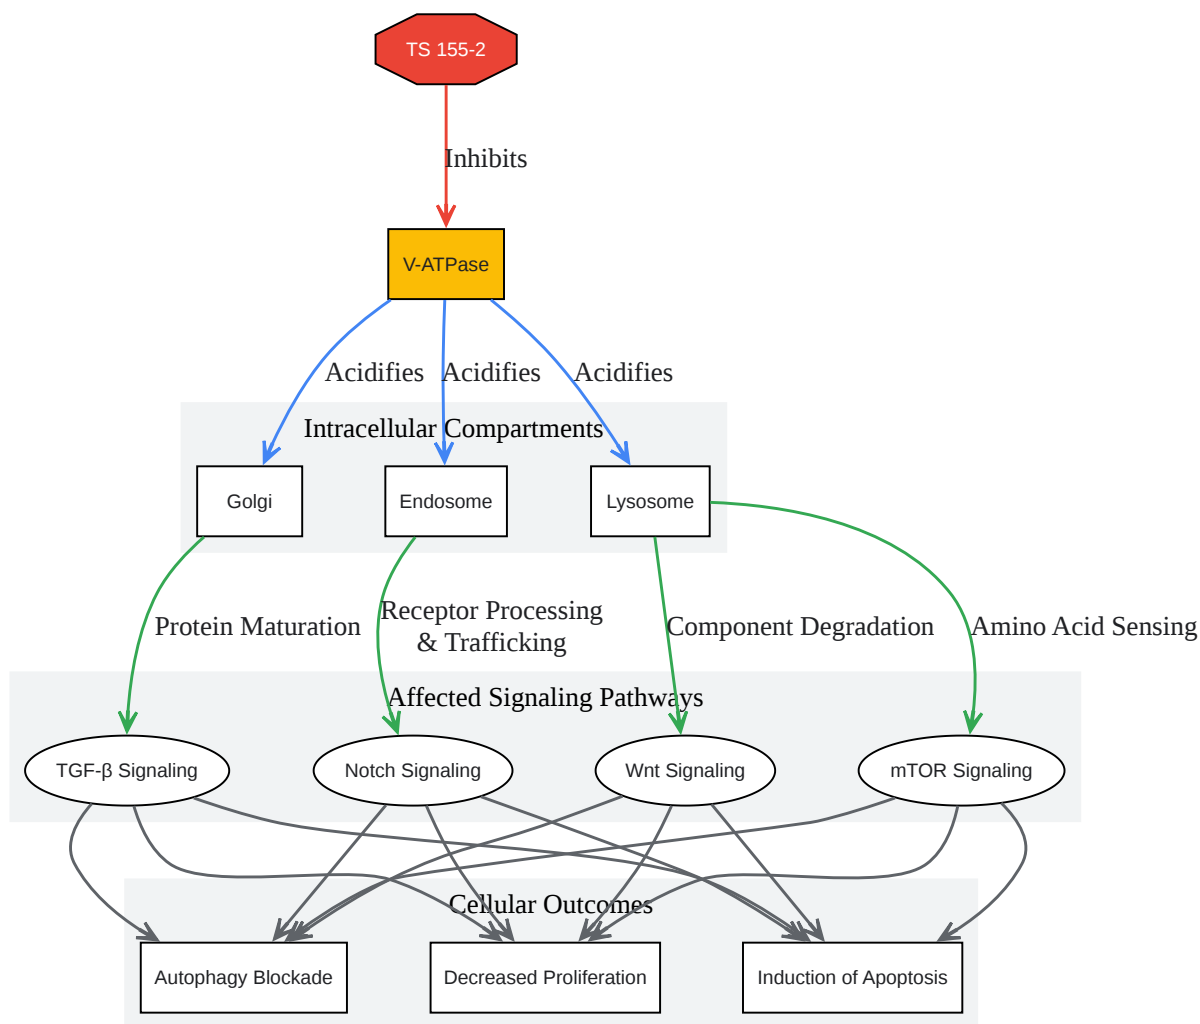 TS 155-2
Inhibits
V-ATPase
Acidifies
Acidifies
Acidifies
Intracellular Compartments
Golgi
Endosome
Lysosome
Protein Maturation
Receptor Processing
& Trafficking
Component Degradation
Amino Acid Sensing
Affected Signaling Pathways
TGF-β Signaling
Notch Signaling
Wnt Signaling
mTOR Signaling
Cellular Outcomes
Autophagy Blockade
Decreased Proliferation
Induction of Apoptosis